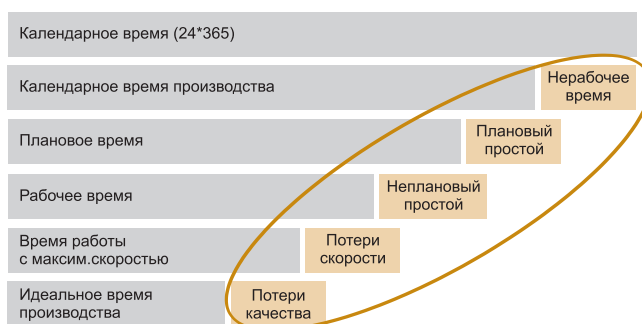 Календарное время (24*365)
Календарное время производства
Нерабочее
время
Плановое время
Плановый
простой
Рабочее время
Неплановый
простой
Время работы
с максим.скоростью
Потери
скорости
Идеальное время
производства
Потери
качества